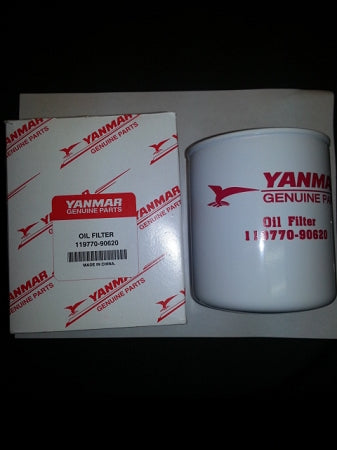 YANMAR
GENUINE PARTS
YANMAR
GENUINE PARTS
OIL FILTER
119770-90620
MADE IN CHINA
YANMAR
GENUINE PARTS
YANMAR
GENUINE PAR
Oil Filter
119770-90620